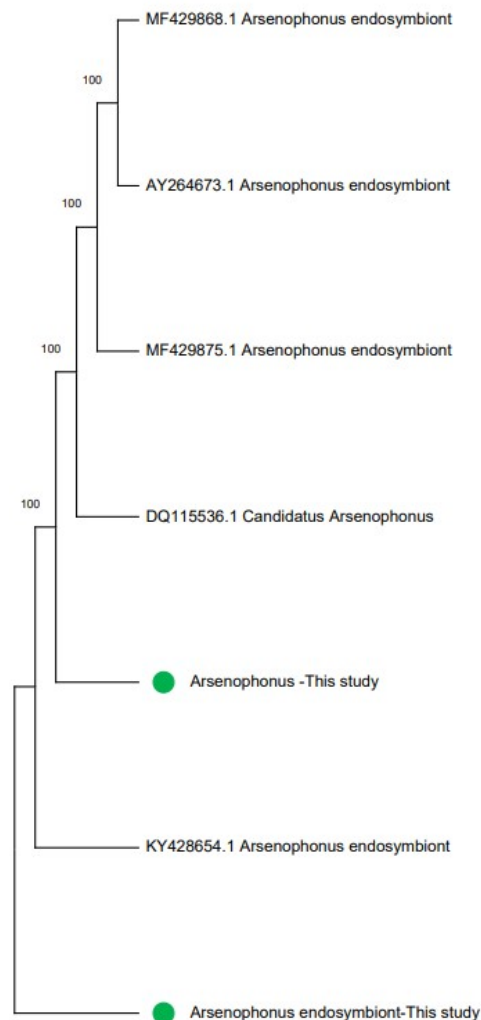 MF429868.1 Arsenophonus endosymbiont
100
AY264673.1 Arsenophonus endosymbiont
100
MF429875.1 Arsenophonus endosymbiont
100
DQ115536.1 Candidatus Arsenophonus
100
Arsenophonus -This study
KY428654.1 Arsenophonus endosymbiont
Arsenophonus endosymbiont-This study